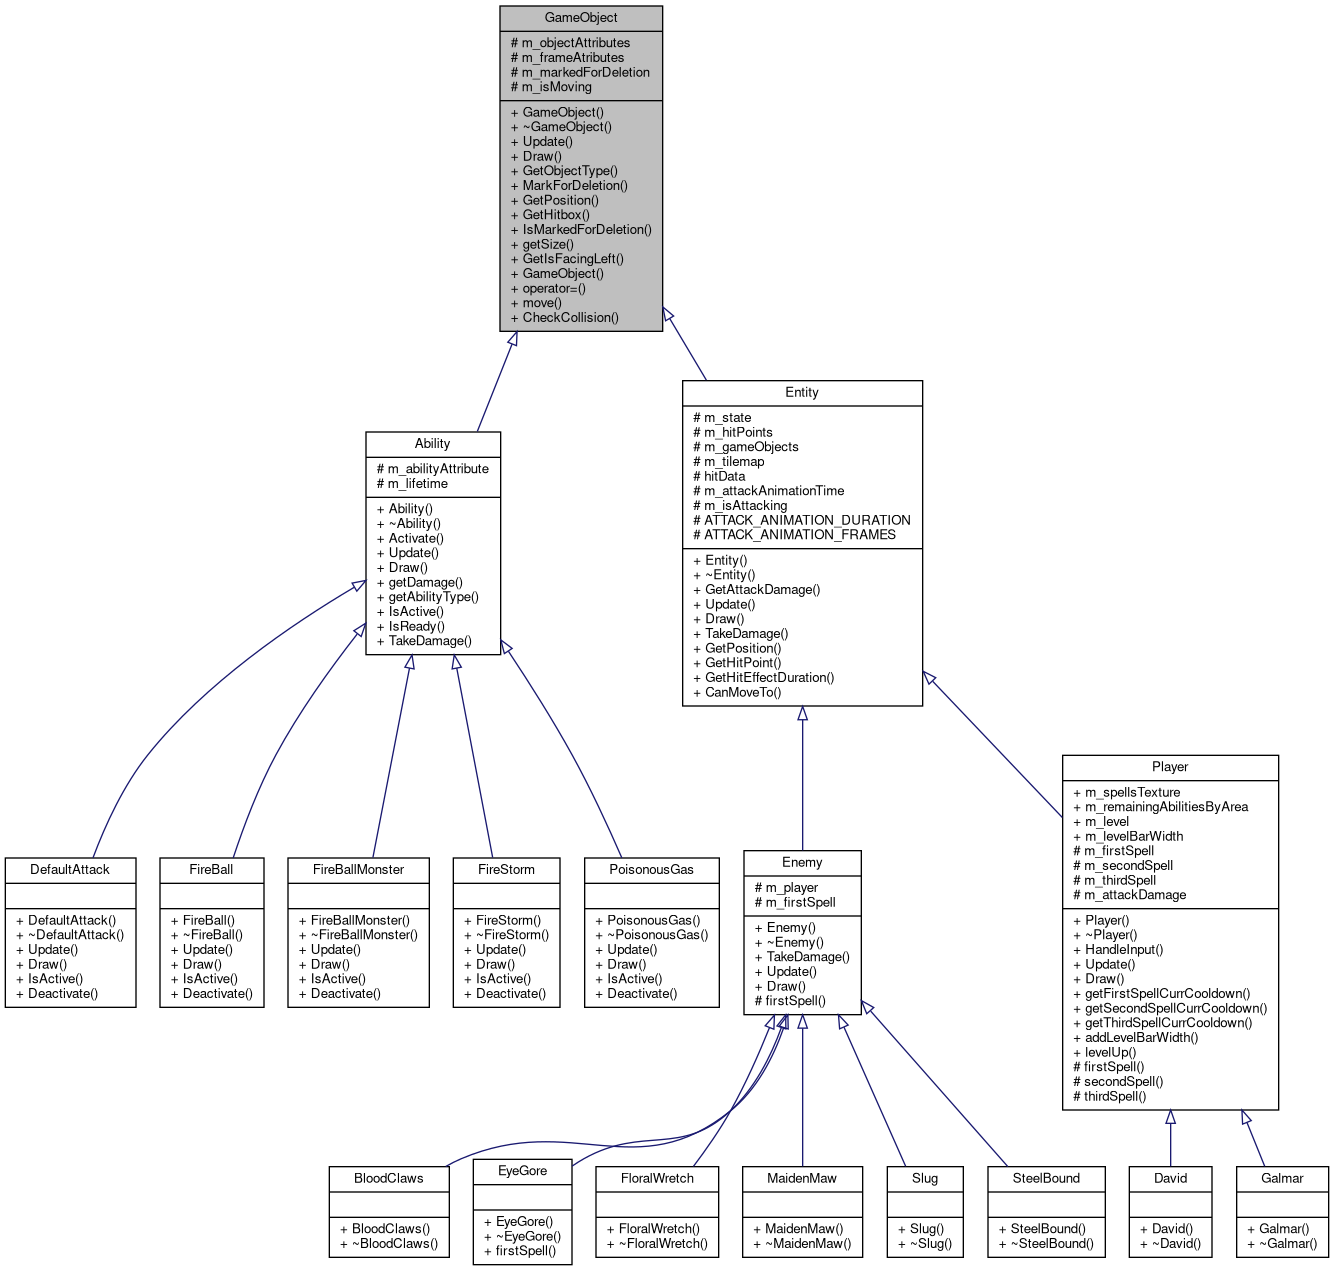 GameObject
# m_objectAttributes
# m_frameAtributes
# m_markedForDeletion
# m_isMoving
+ GameObject()
+ ~GameObject()
+ Update()
+ Draw()
+ GetObjectType()
+ MarkForDeletion()
+ GetPosition()
+ GetHitbox()
+ IsMarkedForDeletion()
+ getSize()
+ GetIsFacingLeft()
+ GameObject()
+ operator=()
+ move()
+ CheckCollision()
Ability
# m_abilityAttribute
# m_lifetime
+ Ability()
+ ~Ability()
+ Activate()
+ Update()
+ Draw()
+ getDamage()
+ getAbilityType()
+ IsActive()
+ IsReady()
+ TakeDamage()
Entity
# m_state
# m_hitPoints
# m_gameObjects
# m_tilemap
# hitData
# m_attackAnimationTime
# m_isAttacking
# ATTACK_ANIMATION_DURATION
# ATTACK_ANIMATION_FRAMES
+ Entity()
+ ~Entity()
+ GetAttackDamage()
+ Update()
+ Draw()
+ TakeDamage()
+ GetPosition()
+ GetHitPoint()
+ GetHitEffectDuration()
+ CanMoveTo()
DefaultAttack
+ DefaultAttack()
+ ~DefaultAttack()
+ Update()
+ Draw()
+ IsActive()
+ Deactivate()
FireBall
+ FireBall()
+ ~FireBall()
+ Update()
+ Draw()
+ IsActive()
+ Deactivate()
FireBallMonster
+ FireBallMonster()
+ ~FireBallMonster()
+ Update()
+ Draw()
+ IsActive()
+ Deactivate()
FireStorm
+ FireStorm()
+ ~FireStorm()
+ Update()
+ Draw()
+ IsActive()
+ Deactivate()
PoisonousGas
+ PoisonousGas()
+ ~PoisonousGas()
+ Update()
+ Draw()
+ IsActive()
+ Deactivate()
Enemy
# m_player
# m_firstSpell
+ Enemy()
+ ~Enemy()
+ TakeDamage()
+ Update()
+ Draw()
# firstSpell()
Player
+ m_spellsTexture
+ m_remainingAbilitiesByArea
+ m_level
+ m_levelBarWidth
# m_firstSpell
# m_secondSpell
# m_thirdSpell
# m_attackDamage
+ Player()
+ ~Player()
+ HandleInput()
+ Update()
+ Draw()
+ getFirstSpellCurrCooldown()
+ getSecondSpellCurrCooldown()
+ getThirdSpellCurrCooldown()
+ addLevelBarWidth()
+ levelUp()
# firstSpell()
# secondSpell()
# thirdSpell()
BloodClaws
+ BloodClaws()
+ ~BloodClaws()
EyeGore
+ EyeGore()
+ ~EyeGore()
+ firstSpell()
FloralWretch
+ FloralWretch()
+ ~FloralWretch()
MaidenMaw
+ MaidenMaw()
+ ~MaidenMaw()
Slug
+ Slug()
+ ~Slug()
SteelBound
+ SteelBound()
+ ~SteelBound()
David
+ David()
+ ~David()
Galmar
+ Galmar()
+ ~Galmar()